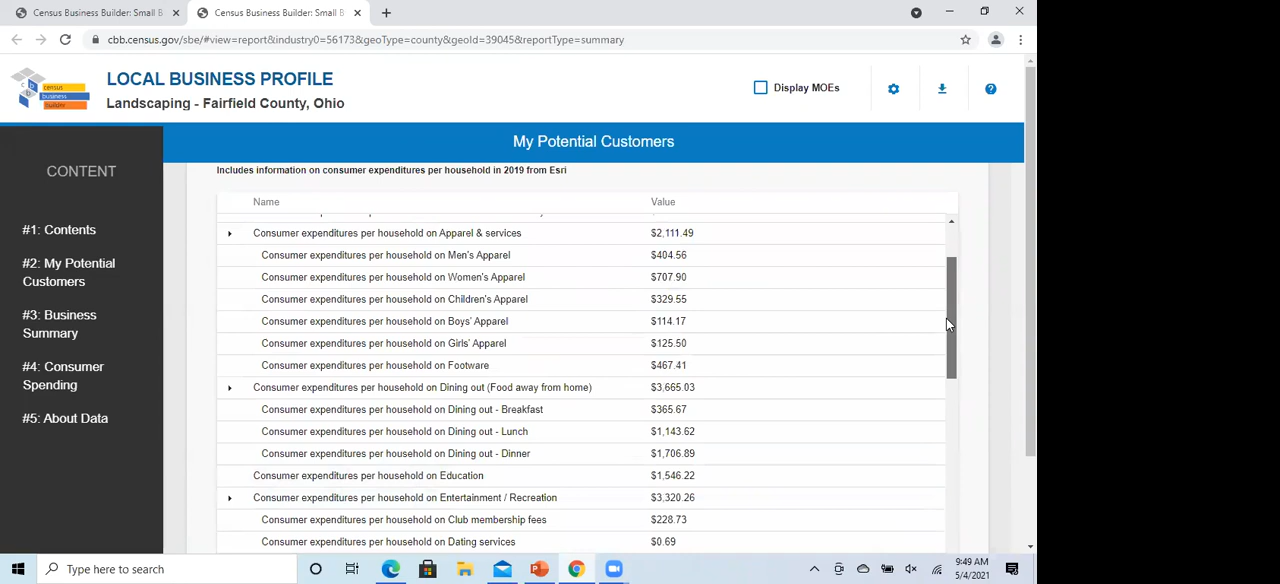 Census Business Builder: Small B
Census Business Builder: Small B
cbb.census.gov/sbe/#view=report&industry0=56173&geoType=county&geoId=39045&reportType=summary
census
business
builder
LOCAL BUSINESS PROFILE
Landscaping - Fairfield County, Ohio
Display MOEs
My Potential Customers
CONTENT
#1: Contents
#2: My Potential
Customers
#3: Business
Summary
#4: Consumer
Spending
#5: About Data
Includes information on consumer expenditures per household in 2019 from Esri
Name Value
Consumer expenditures per household on Apparel & services $2,111.49
Consumer expenditures per household on Men's Apparel $404.56
Consumer expenditures per household on Women's Apparel $707.90
Consumer expenditures per household on Children's Apparel $329.55
Consumer expenditures per household on Boys' Apparel $114.17
Consumer expenditures per household on Girls' Apparel $125.50
Consumer expenditures per household on Footware $467.41
Consumer expenditures per household on Dining out (Food away from home) $3,665.03
Consumer expenditures per household on Dining out - Breakfast $365.67
Consumer expenditures per household on Dining out - Lunch $1,143.62
Consumer expenditures per household on Dining out - Dinner $1,706.89
Consumer expenditures per household on Education $1,546.22
Consumer expenditures per household on Entertainment / Recreation $3,320.26
Consumer expenditures per household on Club membership fees $228.73
Consumer expenditures per household on Dating services $0.69
Type here to search
9:49 AM
5/4/2021